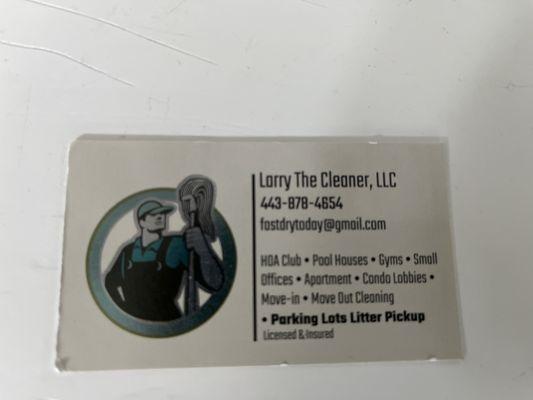 Larry The Cleaner, LLC
443-878-4654
fastdrytoday@gmail.com
HOA Club • Pool Houses • Gyms • Small
Offices • Apartment • Condo Lobbies •
Move-in • Move Out Cleaning
• Parking Lots Litter Pickup
Licensed & Insured